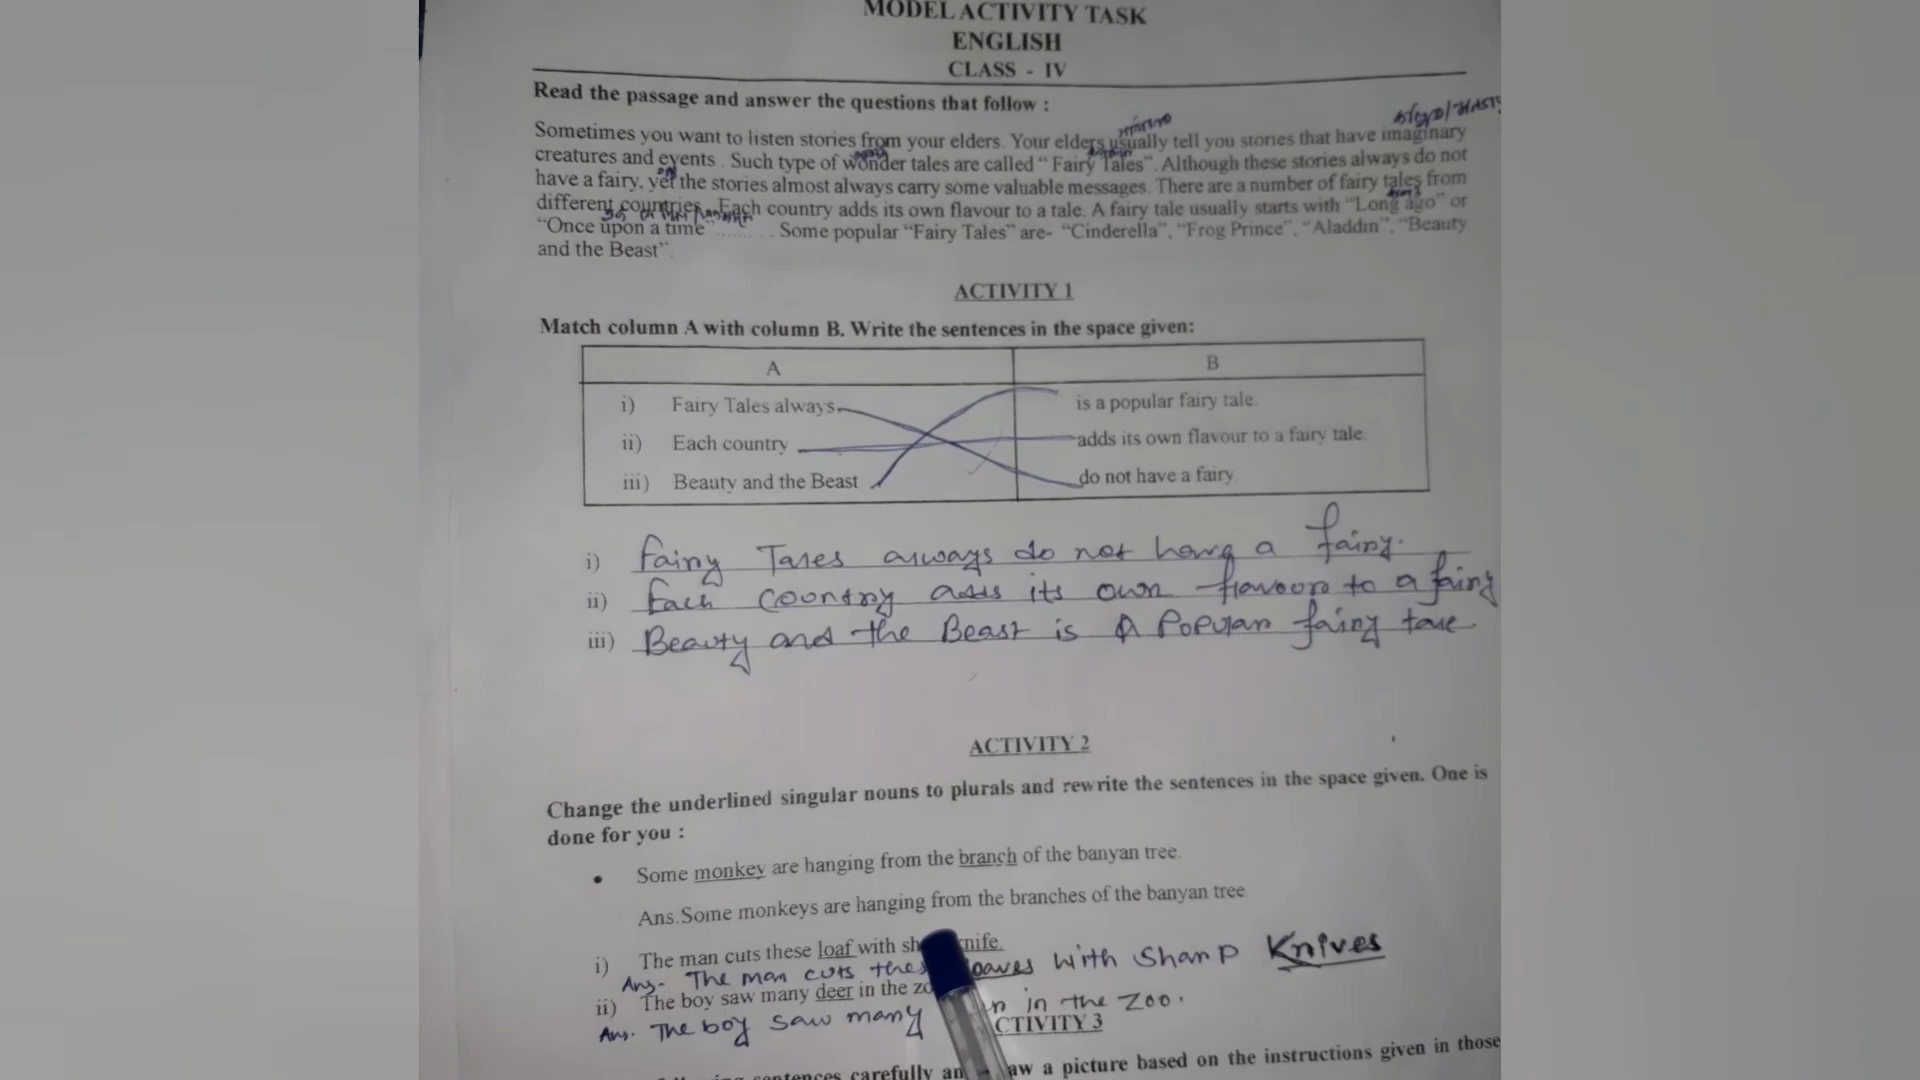 MODEL ACTIVITY TASK
ENGLISH
CLASS - IV
Read the passage and answer the questions that follow :
Sometimes you want to listen stories from your elders. Your elders usually tell you stories that have imaginary
creatures and events . Such type of wonder tales are called “ Fairy Tales”. Although these stories always do not
have a fairy, yet the stories almost always carry some valuable messages. There are a number of fairy tales from
different countries. Each country adds its own flavour to a tale. A fairy tale usually starts with “Long ago” or
“Once upon a time” ........ Some popular “Fairy Tales” are- “Cinderella”, “Frog Prince”, “Aladdin”, “Beauty
and the Beast”
ACTIVITY 1
Match column A with column B. Write the sentences in the space given:
A B
i) Fairy Tales always is a popular fairy tale.
ii) Each country adds its own flavour to a fairy tale.
iii) Beauty and the Beast do not have a fairy
i) Fairy Tales always do not have a fairy.
ii) Each country adds its own flavour to a fairy
iii) Beauty and the Beast is a Popular fairy tale
ACTIVITY 2
Change the underlined singular nouns to plurals and rewrite the sentences in the space given. One is
done for you :
• Some monkey are hanging from the branch of the banyan tree.
Ans.Some monkeys are hanging from the branches of the banyan tree
i) The man cuts these loaf with knife.
Ans- The man cuts with sharp Knives
ii) The boy saw many deer in the
Ans. The boy saw many in the Zoo.
CTIVITY 3
carefully a picture based on the instructions given in those